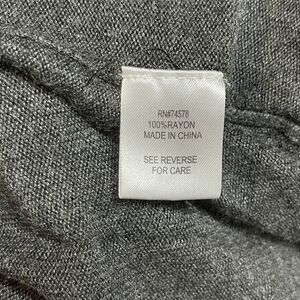 RN#74578
100%RAYON
MADE IN CHINA
SEE REVERSE
FOR CARE